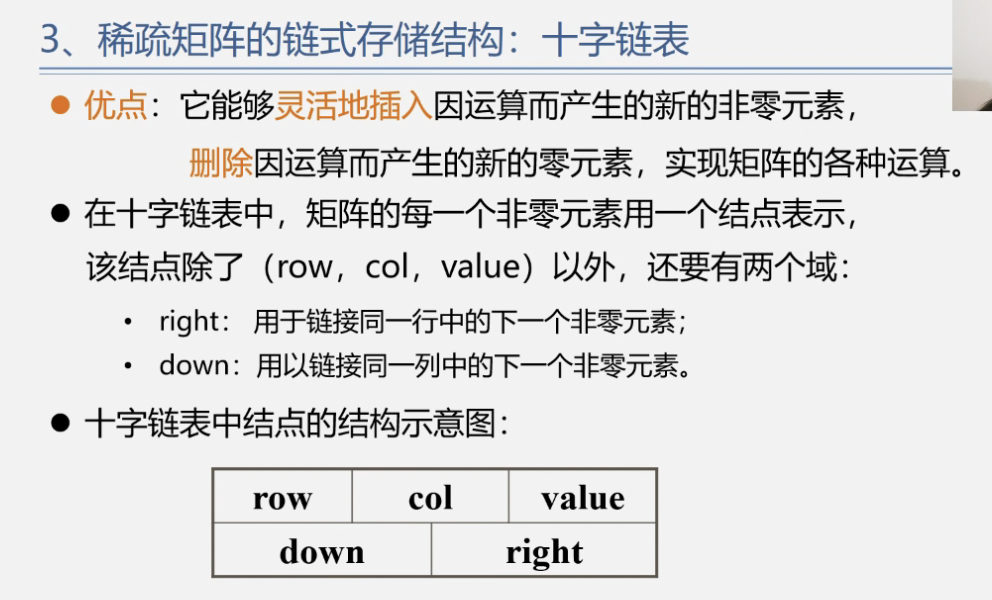 3、稀疏矩阵的链式存储结构：十字链表
● 优点：它能够灵活地插入因运算而产生的新的非零元素，
删除因运算而产生的新的零元素，实现矩阵的各种运算。
● 在十字链表中，矩阵的每一个非零元素用一个结点表示，
该结点除了（row，col，value）以外，还要有两个域：
• right： 用于链接同一行中的下一个非零元素；
• down：用以链接同一列中的下一个非零元素。
● 十字链表中结点的结构示意图：
row col value
down right